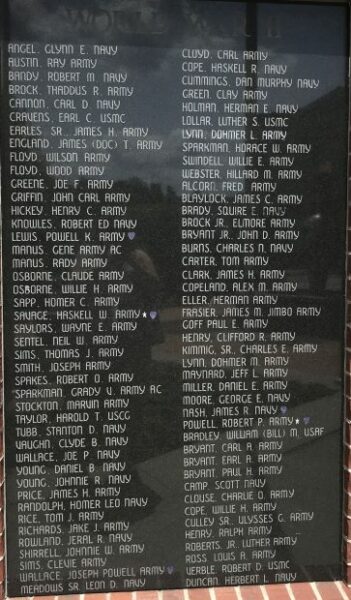 WORLD WAR II
ANGEL, GLYNN E. NAVY
AUSTIN, RAY ARMY
BANDY, ROBERT M. NAVY
BROCK, THADDUS R. ARMY
CANNON, CARL D. NAVY
CRAVENS, EARL C. USMC
EARLES SR., JAMES H. ARMY
ENGLAND, JAMES (DOC) T. ARMY
FLOYD, WILSON ARMY
FLOYD, WOOD ARMY
GREENE, JOE F. ARMY
GRIFFIN, JOHN CARL ARMY
HICKEY, HENRY C. ARMY
KNOWLES, ROBERT ED NAVY
LEWIS, POWELL K. ARMY
MANUS, GENE ARMY AC
MANUS, RADY ARMY
OSBORNE, CLAUDE ARMY
OSBORNE, WILLIE H. ARMY
SAPP, HOMER C. ARMY
SAVAGE, HASKELL W. ARMY
SAYLORS, WAYNE E. ARMY
SENTEL, NEIL W. ARMY
SIMS, THOMAS J. ARMY
SMITH, JOSEPH ARMY
SPAKES, ROBERT O. ARMY
SPARKMAN, GRADY V. ARMY AC
STOCKTON, MARVIN ARMY
TAYLOR, HAROLD T. USCG
TUBB, STANTON D. NAVY
VAUGHN, CLYDE B. NAVY
WALLACE, JOE P. NAVY
YOUNG, DANIEL B. NAVY
YOUNG, JOHNNIE R. NAVY
PRICE, JAMES H. ARMY
RANDOLPH, HOMER LEO NAVY
RICE, TOM J. ARMY
RICHARDS, JAKE J. ARMY
ROWLAND, JERAL R. NAVY
SHIRRELL, JOHNNIE W. ARMY
SIMS, CLEVIE ARMY
WALLACE, JOSEPH POWELL ARMY
MEADOWS SR, LEON D. NAVY
CLOYD, CARL ARMY
COPE, HASKELL R. NAVY
CUMMINGS, DAN MURPHY NAVY
GREEN, CLAY ARMY
HOLMAN, HERMAN E. NAVY
LOLLAR, LUTHER S. USMC
LYNN, DOHMER L. ARMY
SPARKMAN, HORACE W. ARMY
SWINDELL, WILLIE E. ARMY
WEBSTER, HILLARD M. ARMY
ALCORN, FRED ARMY
BLAYLOCK, JAMES C. ARMY
BRADY, SQUIRE E. NAVY
BROCK JR., ELMORE ARMY
BRYANT JR., JOHN D. ARMY
BURNS, CHARLES N. NAVY
CARTER, TOM ARMY
CLARK, JAMES H. ARMY
COPELAND, ALEX M. ARMY
ELLER, HERMAN ARMY
FRASIER, JAMES M. JIMBO ARMY
GOFF PAUL E. ARMY
HENRY, CLIFFORD R. ARMY
KIMMIG, SR., CHARLES E. ARMY
LYNN, DOHMER M. ARMY
MAYNARD, JEFF L. ARMY
MILLER, DANIEL E. ARMY
MOORE, GEORGE E. NAVY
NASH, JAMES R. NAVY
POWELL, ROBERT P. ARMY
BRADLEY, WILLIAM (BILL) M. USAF
BRYANT, CARL A. ARMY
BRYANT, EARL A. ARMY
BRYANT, PAUL H. ARMY
CAMP, SCOTT NAVY
CLOUSE, CHARLIE O. ARMY
COPE, WILLIE H. ARMY
CULLEY SR., ULYSSES G. ARMY
HENRY, RALPH ARMY
ROBERTS, JR. LUTHER ARMY
ROSS, LOUIS A. ARMY
VERBLE, ROBERT D. USMC
DUNCAN, HERBERT L. NAVY